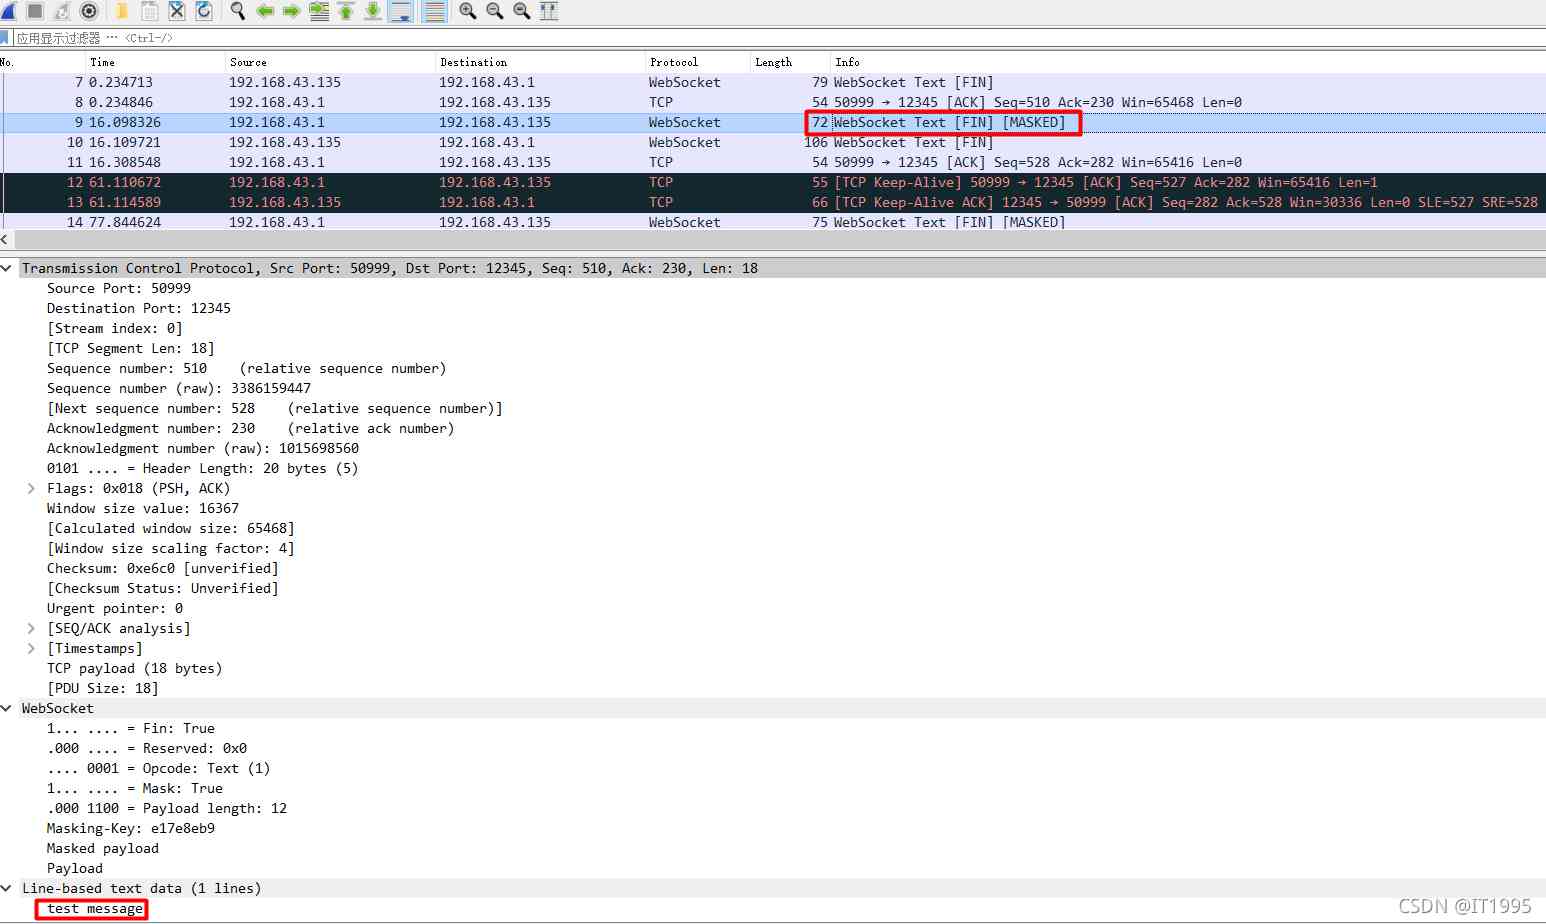 应用显示过滤器 … <Ctrl-/>
No. Time Source Destination Protocol Length Info
7 0.234713 192.168.43.135 192.168.43.1 WebSocket 79 WebSocket Text [FIN]
8 0.234846 192.168.43.1 192.168.43.135 TCP 54 50999 → 12345 [ACK] Seq=510 Ack=230 Win=65468 Len=0
9 16.098326 192.168.43.1 192.168.43.135 WebSocket 72 WebSocket Text [FIN] [MASKED]
10 16.109721 192.168.43.135 192.168.43.1 WebSocket 106 WebSocket Text [FIN]
11 16.308548 192.168.43.1 192.168.43.135 TCP 54 50999 → 12345 [ACK] Seq=528 Ack=282 Win=65416 Len=0
12 61.110672 192.168.43.1 192.168.43.135 TCP 55 [TCP Keep-Alive] 50999 → 12345 [ACK] Seq=527 Ack=282 Win=65416 Len=1
13 61.114589 192.168.43.135 192.168.43.1 TCP 66 [TCP Keep-Alive ACK] 12345 → 50999 [ACK] Seq=282 Ack=528 Win=30336 Len=0 SLE=527 SRE=528
14 77.844624 192.168.43.1 192.168.43.135 WebSocket 75 WebSocket Text [FIN] [MASKED]
Transmission Control Protocol, Src Port: 50999, Dst Port: 12345, Seq: 510, Ack: 230, Len: 18
Source Port: 50999
Destination Port: 12345
[Stream index: 0]
[TCP Segment Len: 18]
Sequence number: 510 (relative sequence number)
Sequence number (raw): 3386159447
[Next sequence number: 528 (relative sequence number)]
Acknowledgment number: 230 (relative ack number)
Acknowledgment number (raw): 1015698560
0101 .... = Header Length: 20 bytes (5)
Flags: 0x018 (PSH, ACK)
Window size value: 16367
[Calculated window size: 65468]
[Window size scaling factor: 4]
Checksum: 0xe6c0 [unverified]
[Checksum Status: Unverified]
Urgent pointer: 0
[SEQ/ACK analysis]
[Timestamps]
TCP payload (18 bytes)
[PDU Size: 18]
WebSocket
1... .... = Fin: True
.000 .... = Reserved: 0x0
.... 0001 = Opcode: Text (1)
1... .... = Mask: True
.000 1100 = Payload length: 12
Masking-Key: e17e8eb9
Masked payload
Payload
Line-based text data (1 lines)
test message
CSDN @IT1995